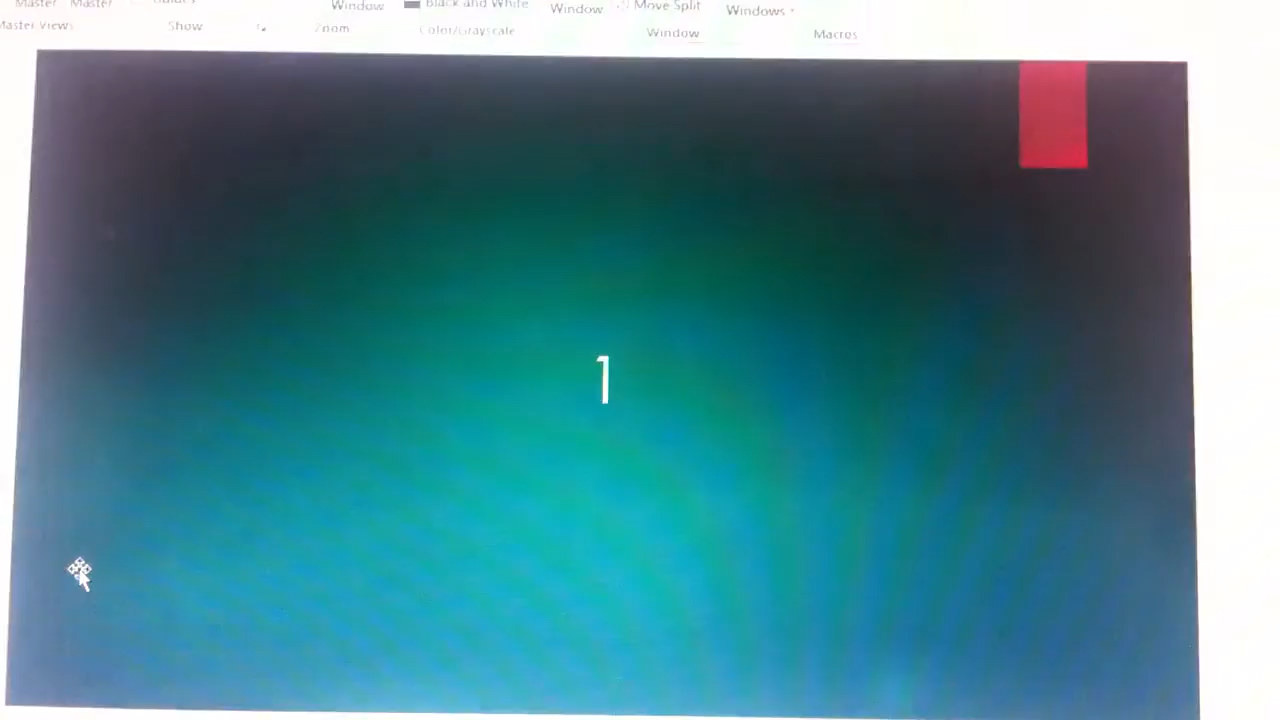 Master Master
Window
Black and White
Window
Move Split
Windows
Master Views
Show
Zoom
Color/Grayscale
Window
Macros
1